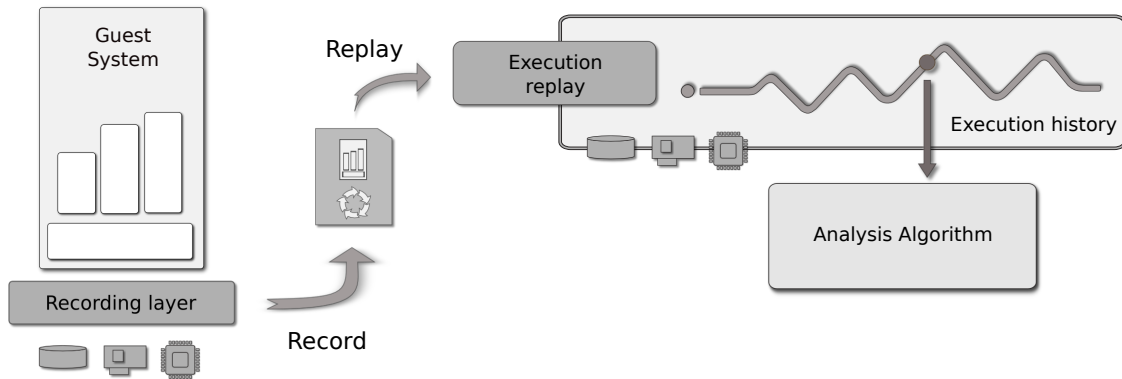 Guest
System
Recording layer
Record
Replay
Execution
replay
Execution history
Analysis Algorithm